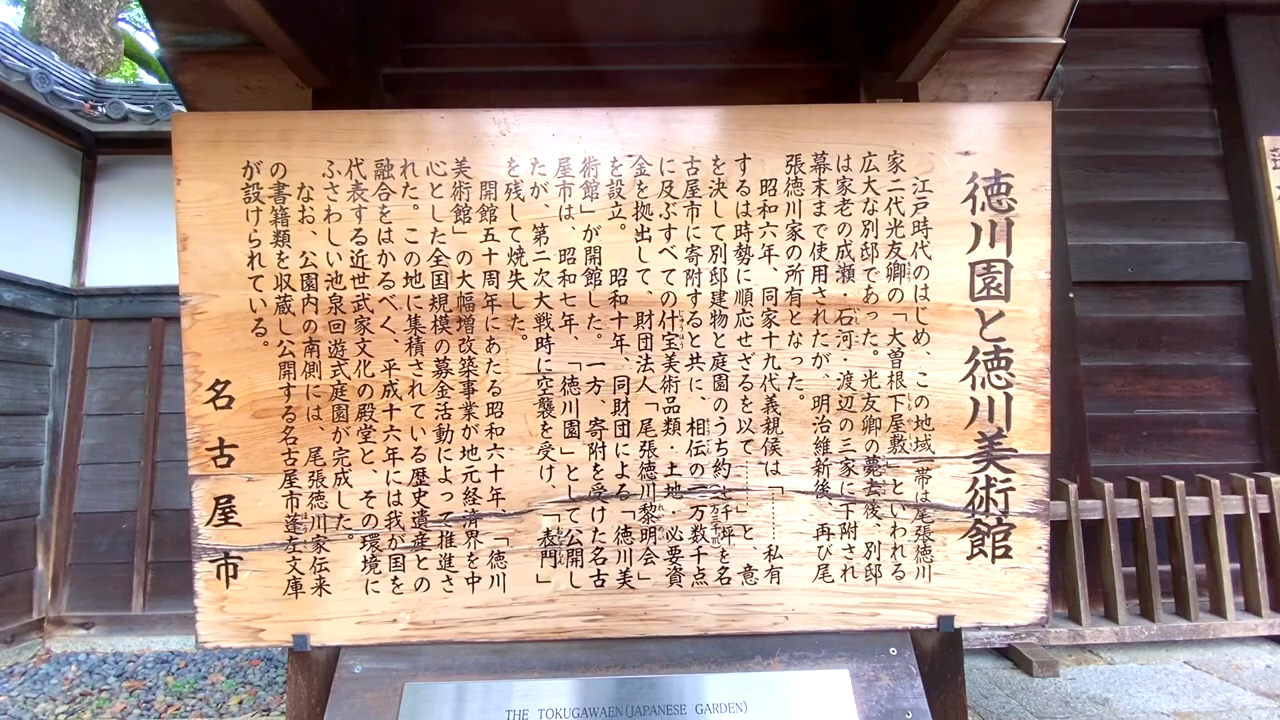 徳川園と徳川美術館
江戸時代のはじめ、この地域一帯は尾張徳川
家二代光友卿の「大曽根下屋敷」といわれる
広大な別邸であった。光友卿の薨去後、別邸
は家老の成瀬・石河・渡辺の三家に下附され
幕末まで使用されたが、明治維新後、再び尾
張徳川家の所有となった。
昭和六年、同家十九代義親侯は「……私有
するは時勢に順応せざるを以て……」と、意
を決して別邸建物と庭園のうち約七千坪を名
古屋市に寄附すると共に、相伝の一万数千点
に及ぶすべての什宝美術品類・土地・必要資
金を拠出して、財団法人「尾張徳川黎明会」
を設立。昭和十年、同財団による「徳川美
術館」が開館した。一方、寄附を受けた名古
屋市は、昭和七年、「徳川園」として公開し
たが、第二次大戦時に空襲を受け、「表門」
を残して焼失した。
開館五十周年にあたる昭和六十年、「徳川
美術館」の大幅増改築事業が地元経済界を中
心とした全国規模の募金活動によって推進さ
れた。この地に集積されている歴史遺産との
融合をはかるべく、平成十六年には我が国を
代表する近世武家文化の殿堂と、その環境に
ふさわしい池泉回遊式庭園が完成した。
なお、公園内の南側には、尾張徳川家伝来
の書籍類を収蔵し公開する名古屋市蓬左文庫
が設けられている。
名古屋市
THE TOKUGAWAEN(JAPANESE GARDEN)